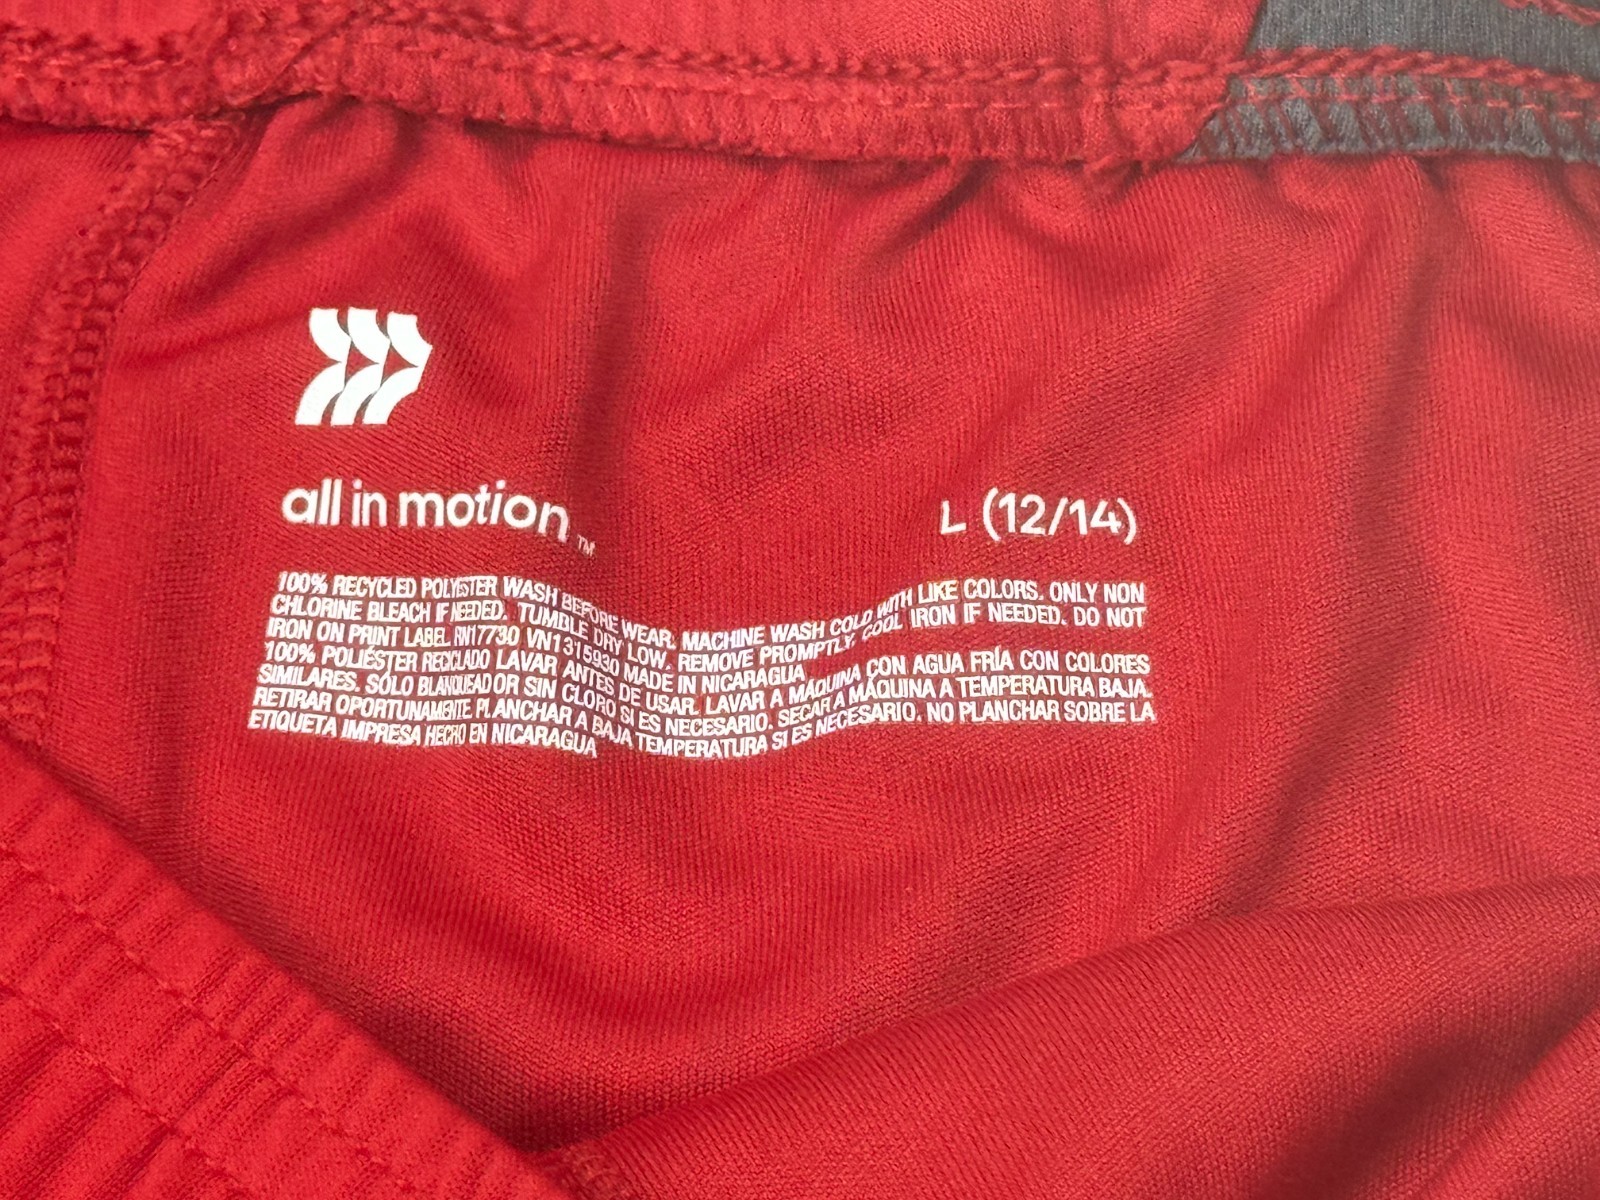 all in motion™
L (12/14)
100% RECYCLED POLYESTER WASH BEFORE WEAR. MACHINE WASH COLD WITH LIKE COLORS. ONLY NON
CHLORINE BLEACH IF NEEDED. TUMBLE DRY LOW. REMOVE PROMPTLY. COOL IRON IF NEEDED. DO NOT
IRON ON PRINT LABEL RN17730 VN1315930 MADE IN NICARAGUA
100% POLIÉSTER RECICLADO LAVAR ANTES DE USAR. LAVAR A MÁQUINA CON AGUA FRÍA CON COLORES
SIMILARES. SÓLO BLANQUEADOR SIN CLORO SI ES NECESARIO. SECAR A MÁQUINA A TEMPERATURA BAJA.
RETIRAR OPORTUNAMENTE. PLANCHAR A BAJA TEMPERATURA SI ES NECESARIO. NO PLANCHAR SOBRE LA
ETIQUETA IMPRESA HECHO EN NICARAGUA